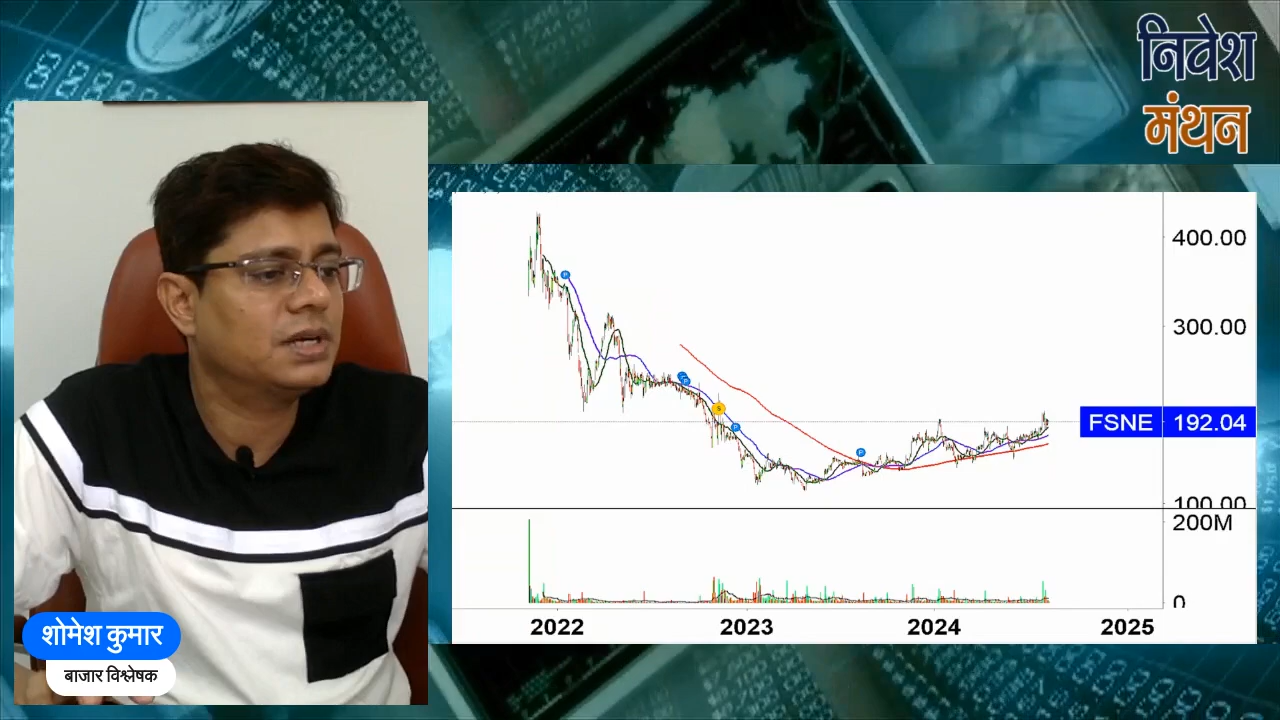 निवेश
मंथन
400.00
300.00
FSNE 192.04
100.00
200M
0
2022 2023 2024 2025
शोमेश कुमार
बाजार विश्लेषक